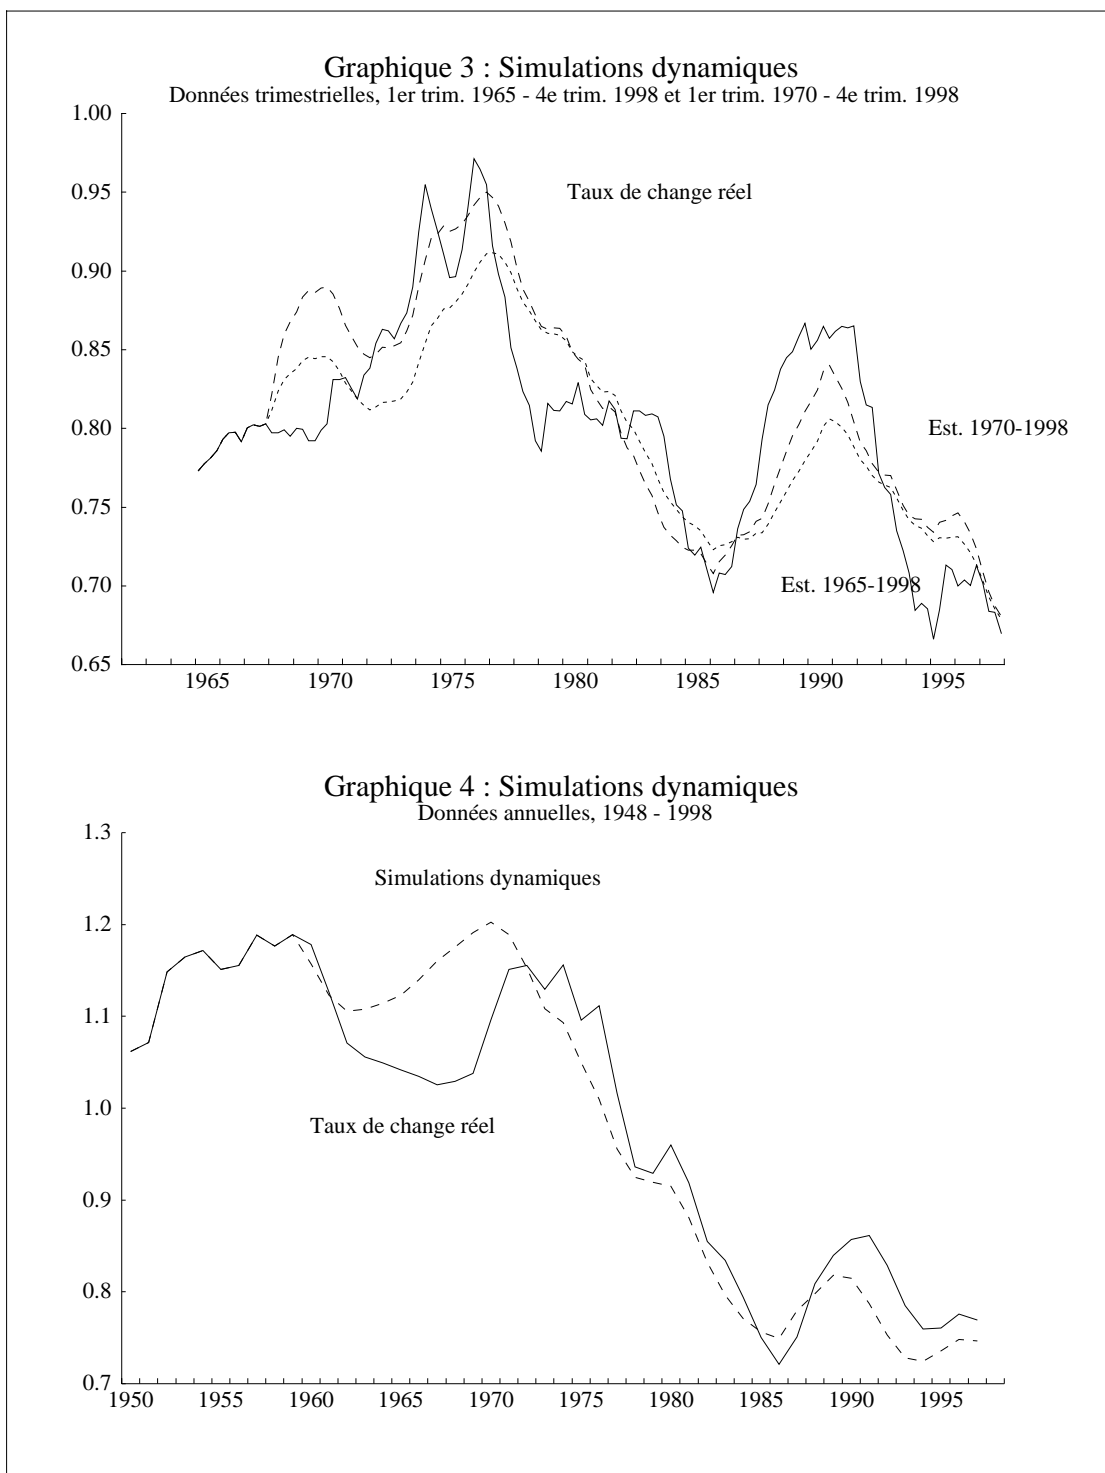 Graphique 3 : Simulations dynamiques
Données trimestrielles, 1er trim. 1965 - 4e trim. 1998 et 1er trim. 1970 - 4e trim. 1998
1.00
0.95
Taux de change réel
0.90
0.85
0.80
Est. 1970-1998
0.75
0.70
Est. 1965-1998
0.65
1965 1970 1975 1980 1985 1990 1995
Graphique 4 : Simulations dynamiques
Données annuelles, 1948 - 1998
1.3
Simulations dynamiques
1.2
1.1
1.0
Taux de change réel
0.9
0.8
0.7
1950 1955 1960 1965 1970 1975 1980 1985 1990 1995